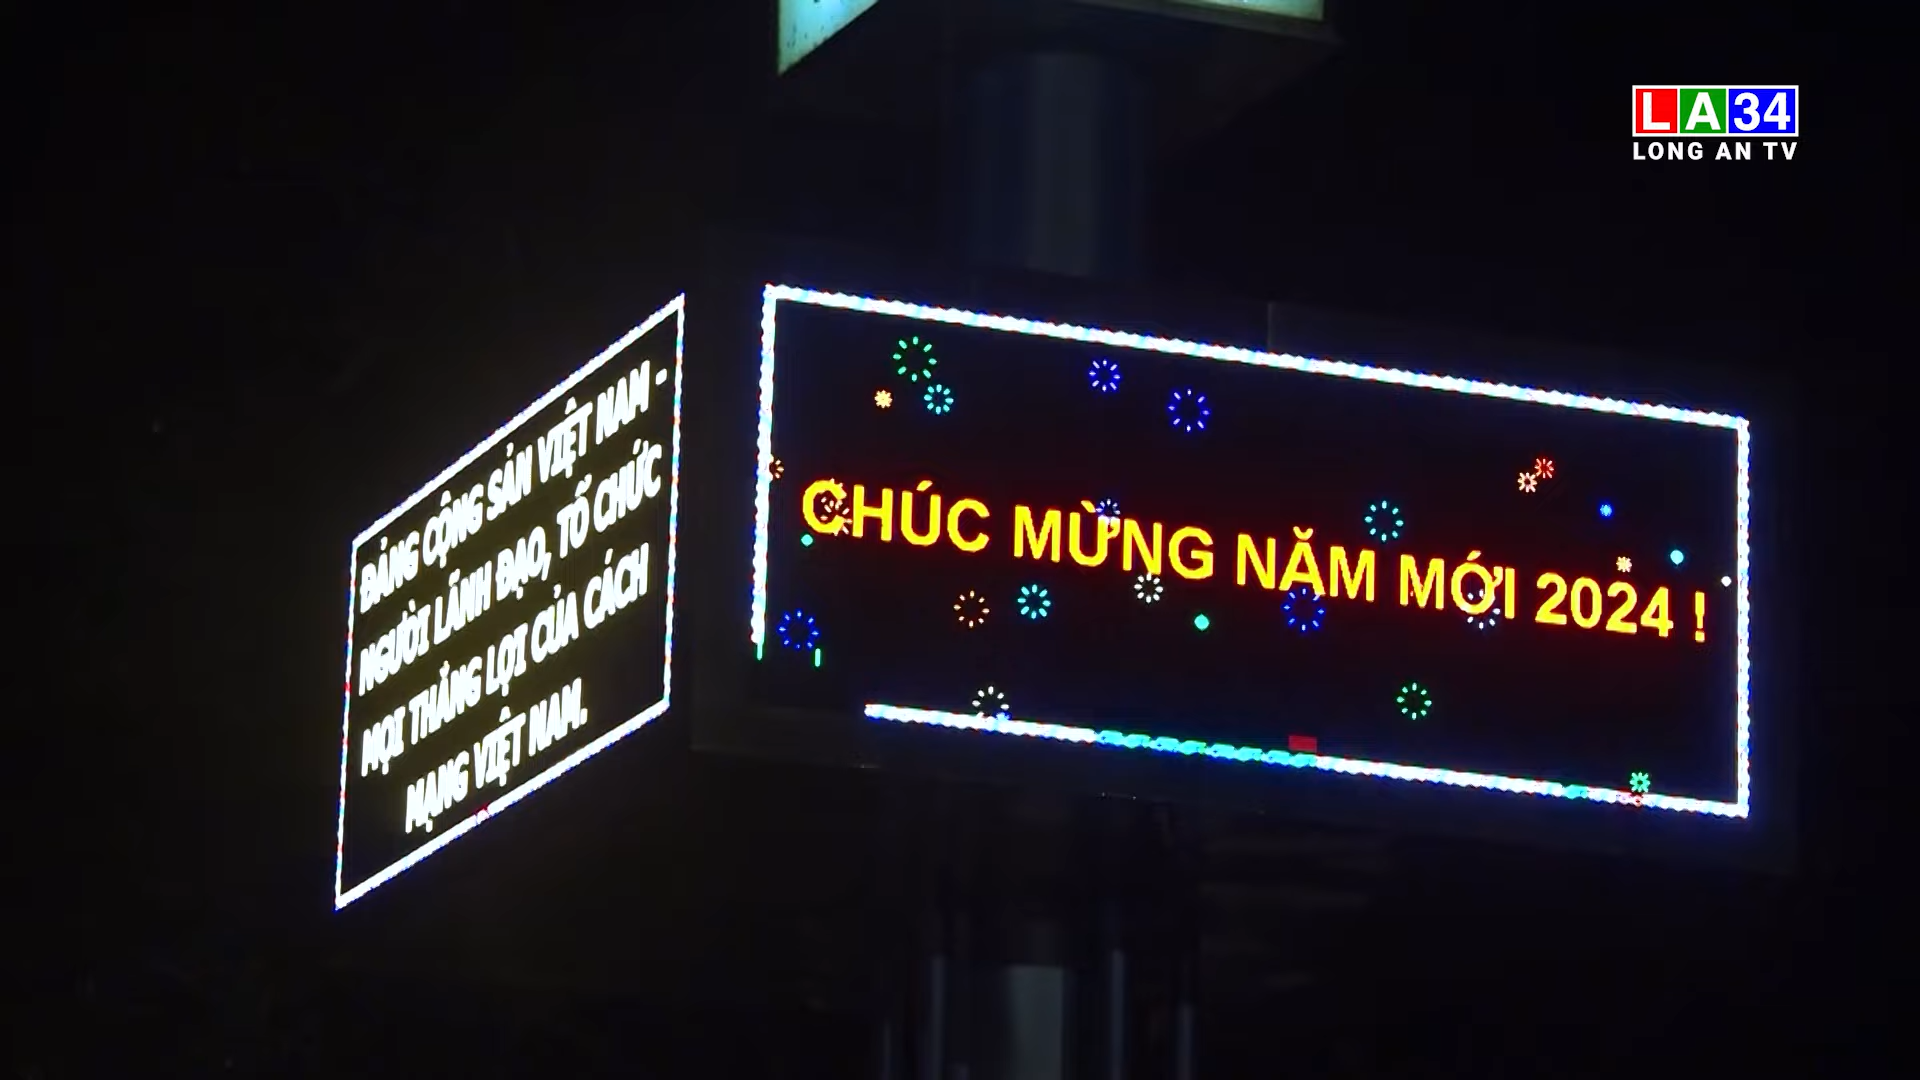 LA34
LONG AN TV
ĐẢNG CỘNG SẢN VIỆT NAM -
NGƯỜI LÃNH ĐẠO, TỔ CHỨC
MỌI THẮNG LỢI CỦA CÁCH
MẠNG VIỆT NAM.
CHÚC MỪNG NĂM MỚI 2024 !